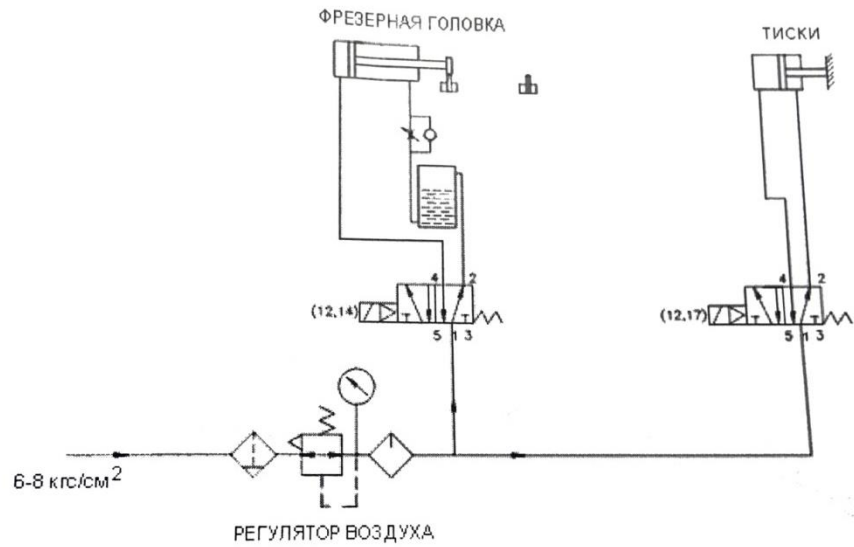 ФРЕЗЕРНАЯ ГОЛОВКА
ТИСКИ
4 2
(12,14)
5 1 3
4 2
(12,17)
5 1 3
6-8 кгс/см²
РЕГУЛЯТОР ВОЗДУХА